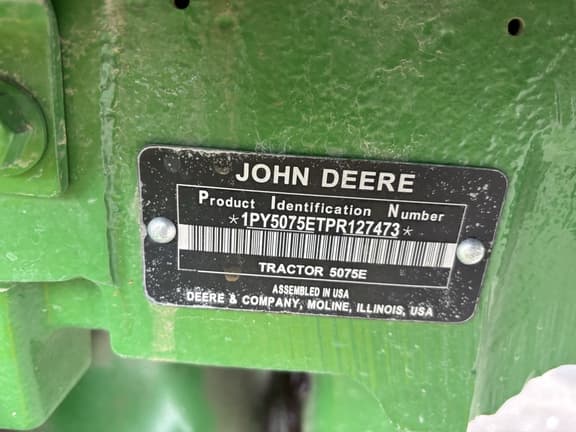 JOHN DEERE
Product Identification Number
*1PY5075ETPR127473*
TRACTOR 5075E
ASSEMBLED IN USA
DEERE & COMPANY, MOLINE, ILLINOIS, USA